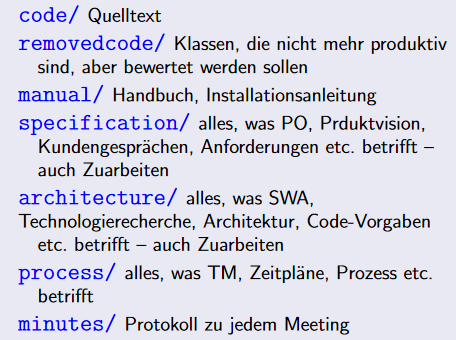 code/ Quelltext
removedcode/ Klassen, die nicht mehr produktiv
sind, aber bewertet werden sollen
manual/ Handbuch, Installationsanleitung
specification/ alles, was PO, Prduktvision,
Kundengesprächen, Anforderungen etc. betrifft –
auch Zuarbeiten
architecture/ alles, was SWA,
Technologierecherche, Architektur, Code-Vorgaben
etc. betrifft – auch Zuarbeiten
process/ alles, was TM, Zeitpläne, Prozess etc.
betrifft
minutes/ Protokoll zu jedem Meeting